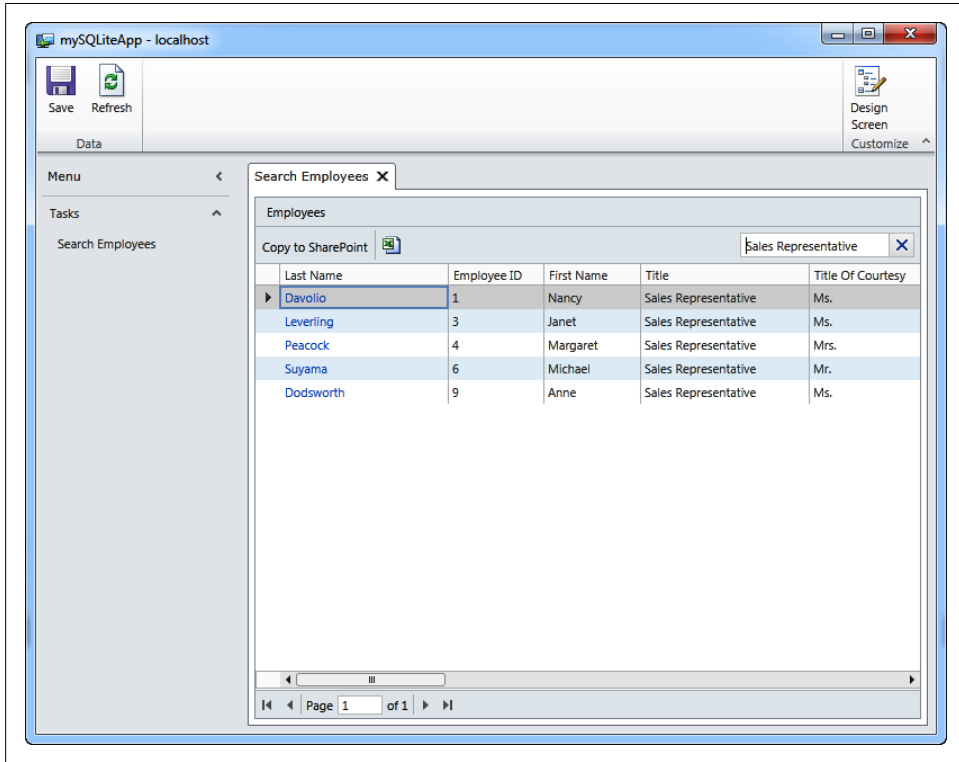 mySQLiteApp - localhost
Save Refresh
Data
Design
Screen
Customize
Menu
Tasks
Search Employees
Search Employees
Employees
Copy to SharePoint
Sales Representative
Last Name Employee ID First Name Title Title Of Courtesy
Davolio 1 Nancy Sales Representative Ms.
Leverling 3 Janet Sales Representative Ms.
Peacock 4 Margaret Sales Representative Mrs.
Suyama 6 Michael Sales Representative Mr.
Dodsworth 9 Anne Sales Representative Ms.
Page 1 of 1